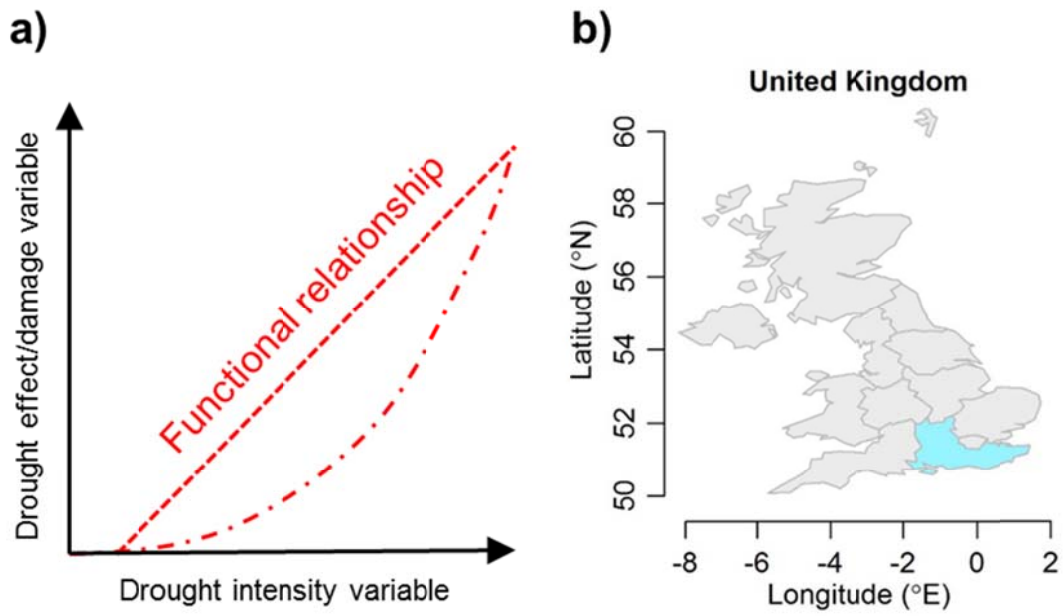 a)
Drought effect/damage variable
Functional relationship
Drought intensity variable
b)
United Kingdom
Latitude (°N)
60
58
56
54
52
50
-8 -6 -4 -2 0 2
Longitude (°E)